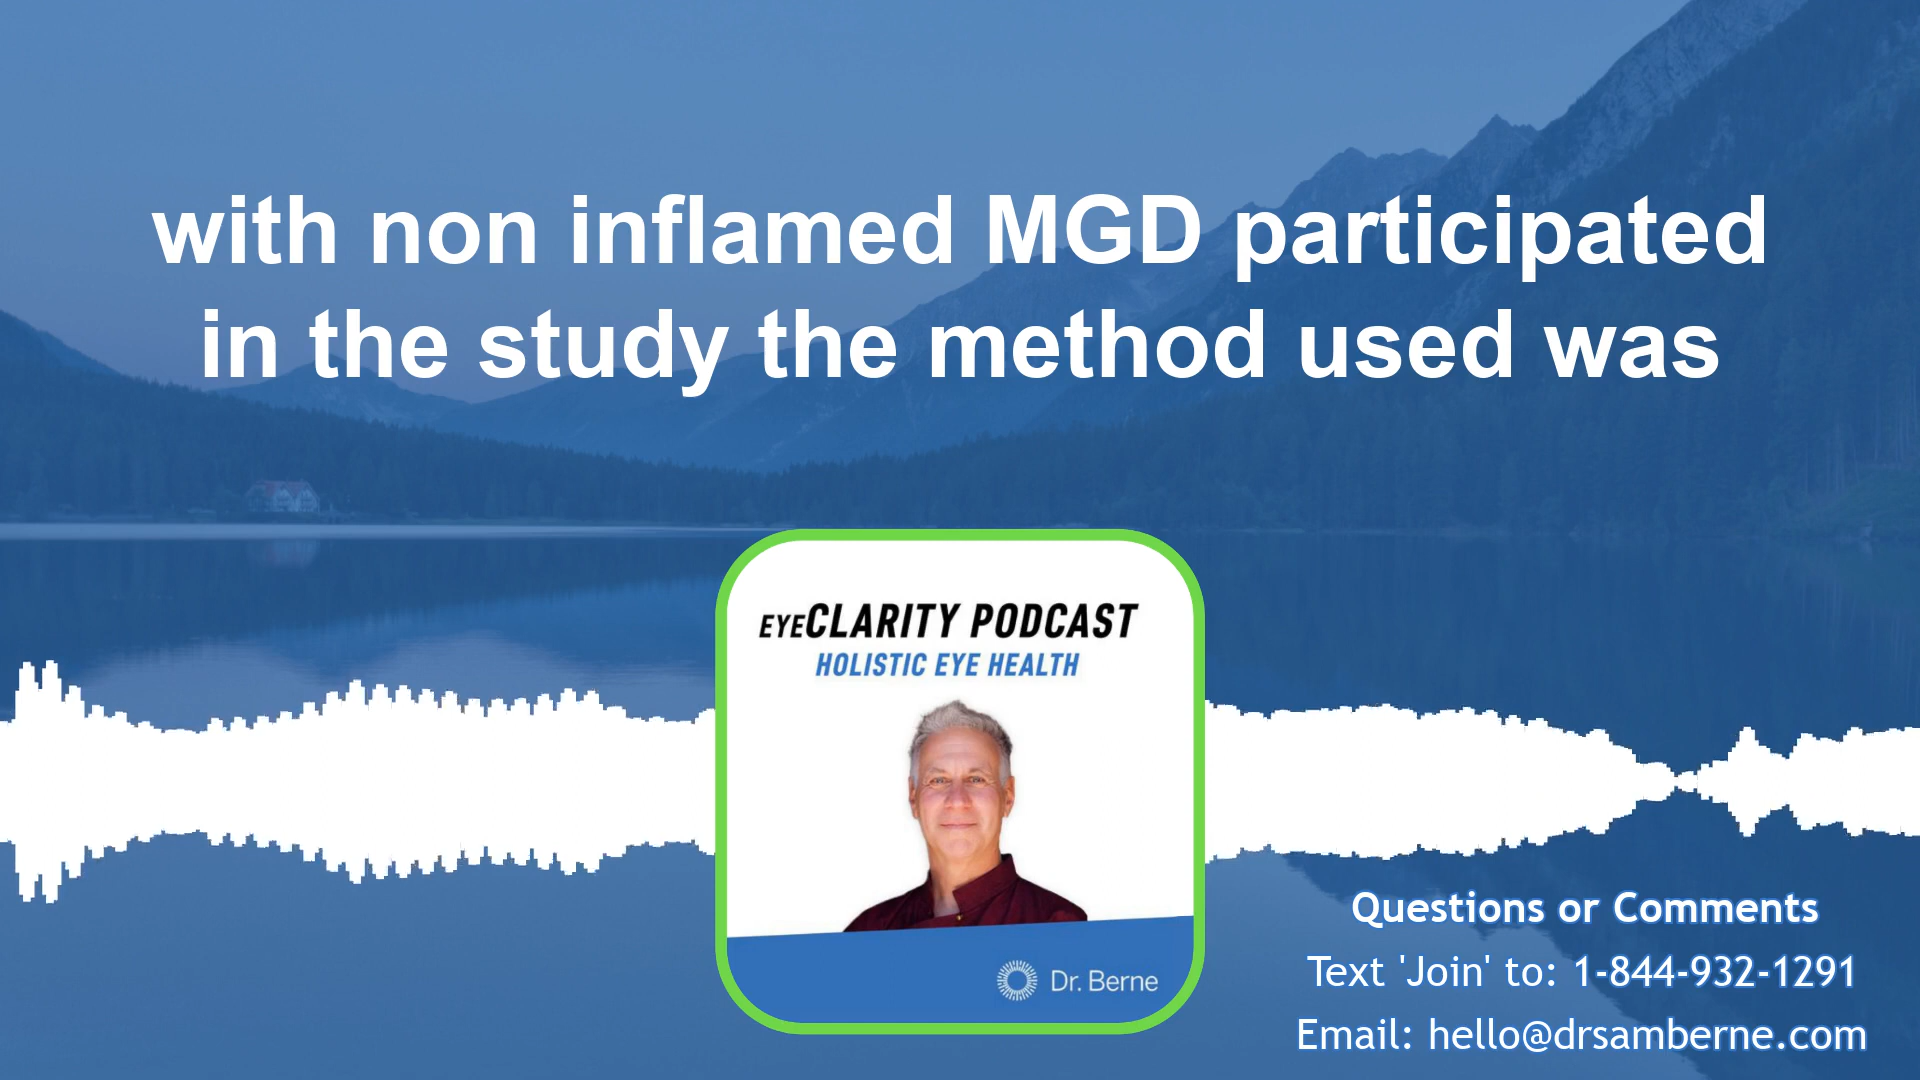 with non inflamed MGD participated
in the study the method used was
EYECLARITY PODCAST
HOLISTIC EYE HEALTH
Dr. Berne
Questions or Comments
Text 'Join' to: 1-844-932-1291
Email: hello@drsamberne.com